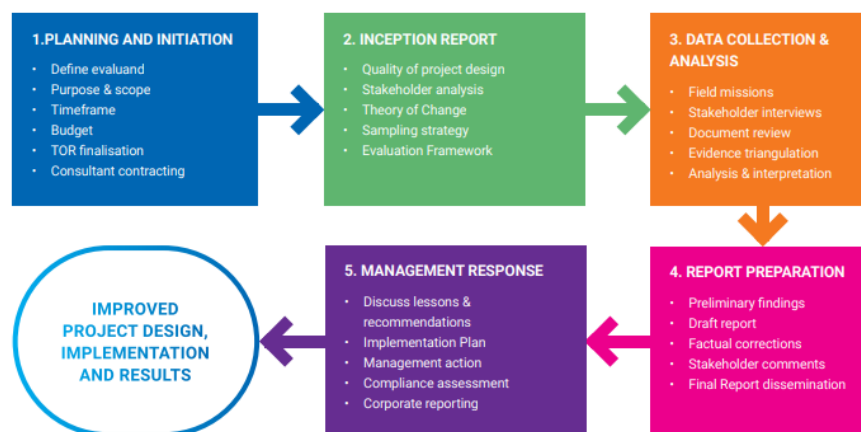 1.PLANNING AND INITIATION
• Define evaluand
• Purpose & scope
• Timeframe
• Budget
• TOR finalisation
• Consultant contracting
2. INCEPTION REPORT
• Quality of project design
• Stakeholder analysis
• Theory of Change
• Sampling strategy
• Evaluation Framework
3. DATA COLLECTION &
ANALYSIS
• Field missions
• Stakeholder interviews
• Document review
• Evidence triangulation
• Analysis & interpretation
4. REPORT PREPARATION
• Preliminary findings
• Draft report
• Factual corrections
• Stakeholder comments
• Final Report dissemination
5. MANAGEMENT RESPONSE
• Discuss lessons &
recommendations
• Implementation Plan
• Management action
• Compliance assessment
• Corporate reporting
IMPROVED
PROJECT DESIGN,
IMPLEMENTATION
AND RESULTS